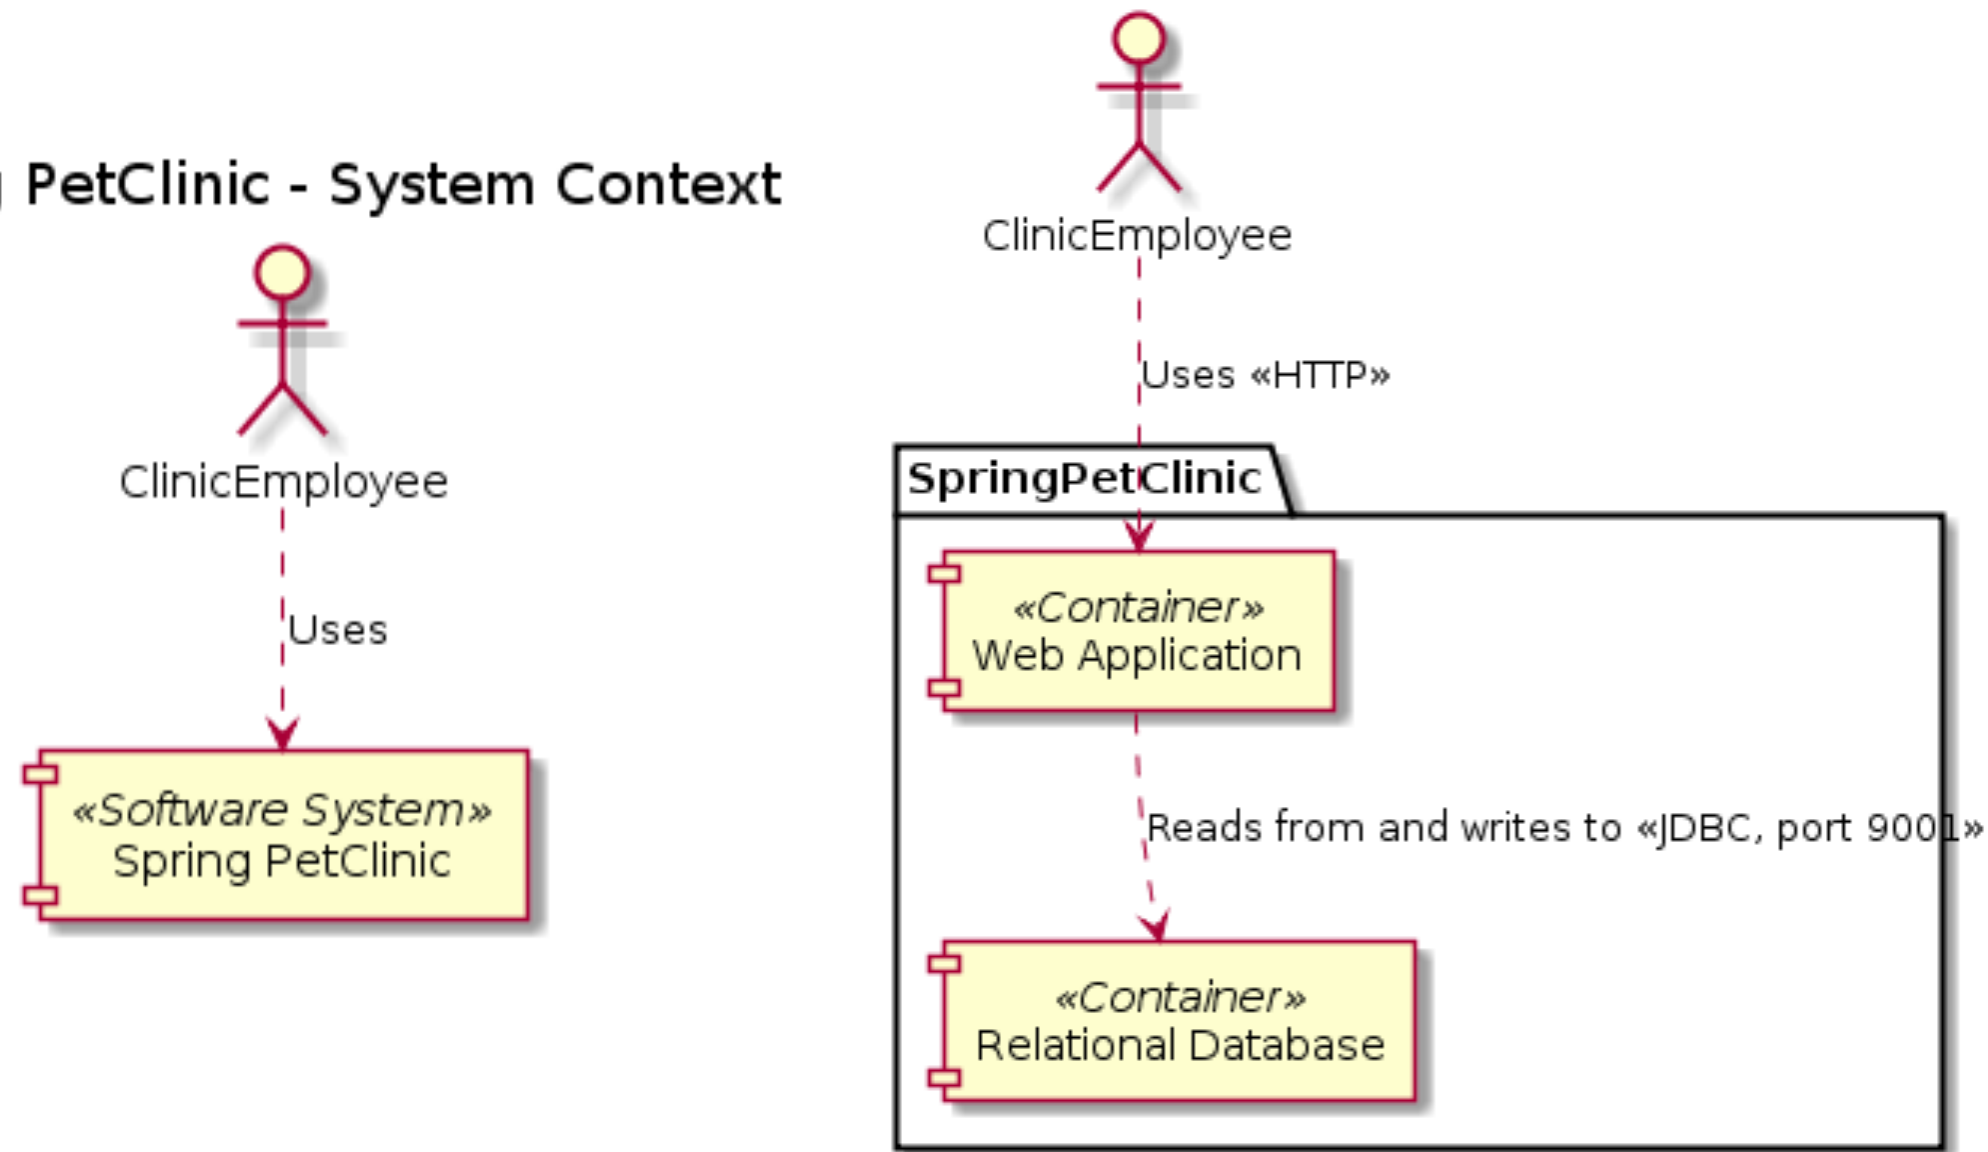 PetClinic - System Context
ClinicEmployee
Uses
«Software System»
Spring PetClinic
ClinicEmployee
Uses «HTTP»
SpringPetClinic
«Container»
Web Application
Reads from and writes to «JDBC, port 9001»
«Container»
Relational Database